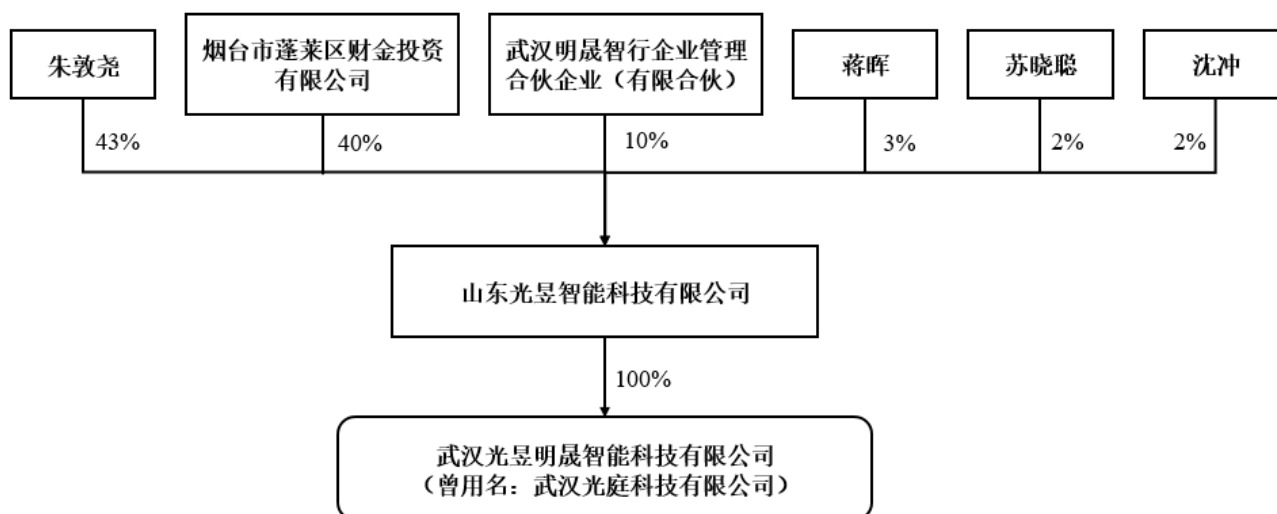 朱敦尧
烟台市蓬莱区财金投资
有限公司
武汉明晟智行企业管理
合伙企业（有限合伙）
蒋晖
苏晓聪
沈冲
43%
40%
10%
3%
2%
2%
山东光昱智能科技有限公司
100%
武汉光昱明晟智能科技有限公司
（曾用名：武汉光庭科技有限公司）